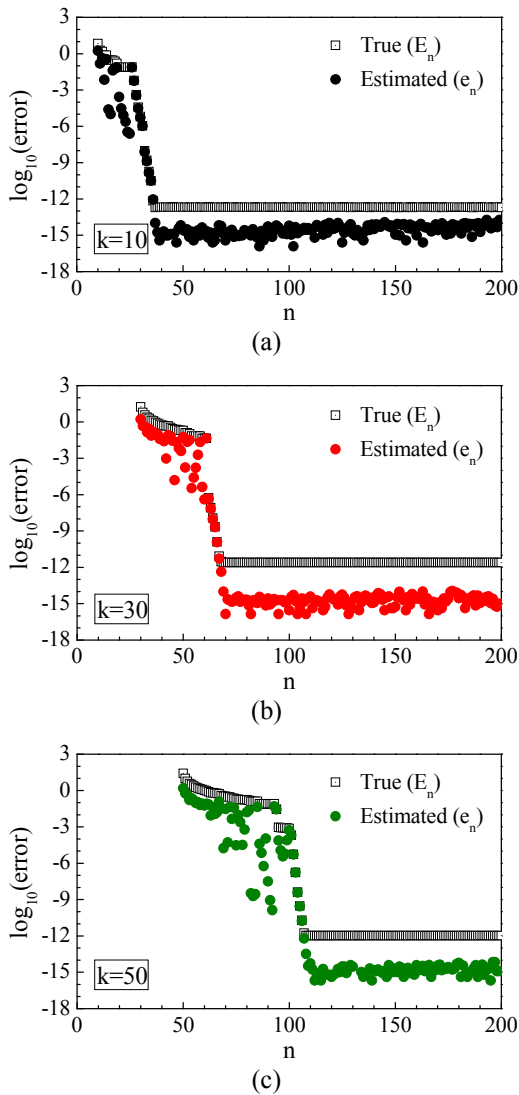 3
0
-3
-6
-9
-12
-15
-18
log10(error)
True (En)
Estimated (en)
k=10
0 50 100 150 200
n
(a)
3
0
-3
-6
-9
-12
-15
-18
log10(error)
True (En)
Estimated (en)
k=30
0 50 100 150 200
n
(b)
3
0
-3
-6
-9
-12
-15
-18
log10(error)
True (En)
Estimated (en)
k=50
0 50 100 150 200
n
(c)